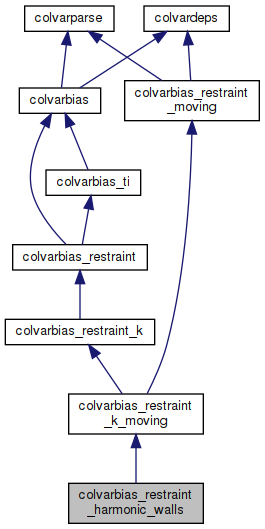 colvarparse
colvardeps
colvarbias
colvarbias_restraint
_moving
colvarbias_ti
colvarbias_restraint
colvarbias_restraint_k
colvarbias_restraint
_k_moving
colvarbias_restraint
_harmonic_walls